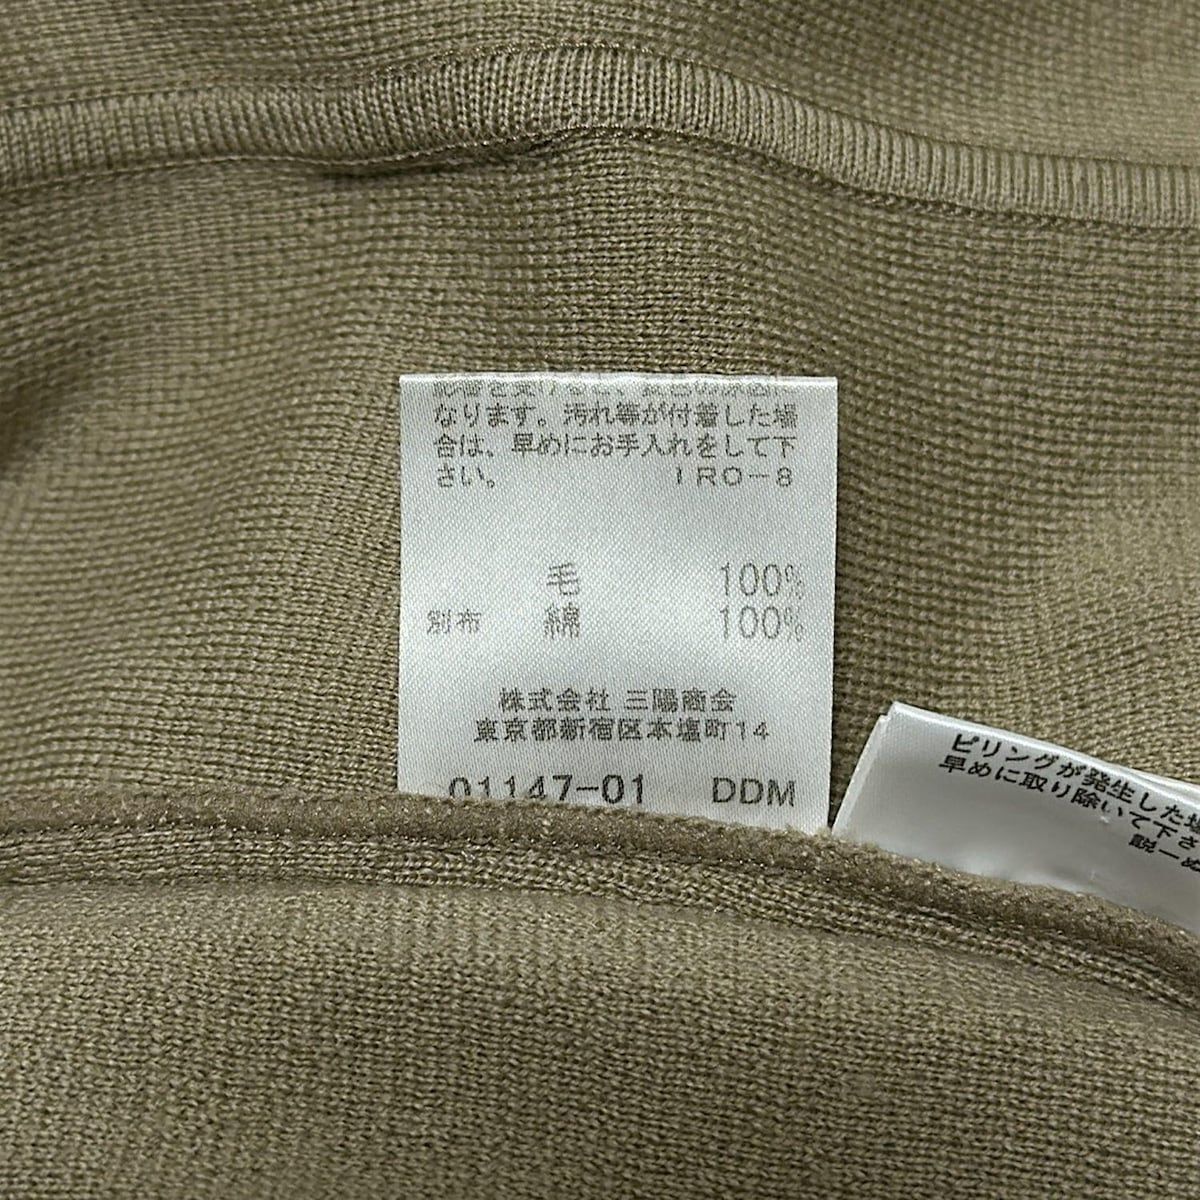 なります。汚れ等が付着した場
合は、早めにお手入れをして下
さい。 IRO-8
毛 100%
別布 綿 100%
株式会社 三陽商会
東京都新宿区本塩町14
01147-01 DDM
ピリングが発生した場
早めに取り除いて下さ